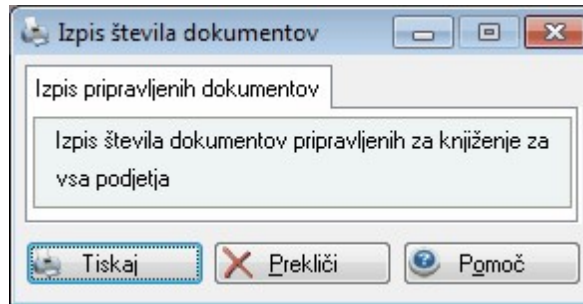 Izpis števila dokumentov
Izpis pripravljenih dokumentov
Izpis števila dokumentov pripravljenih za knjiženje za
vsa podjetja
Tiskaj
Prekliči
Pomoč